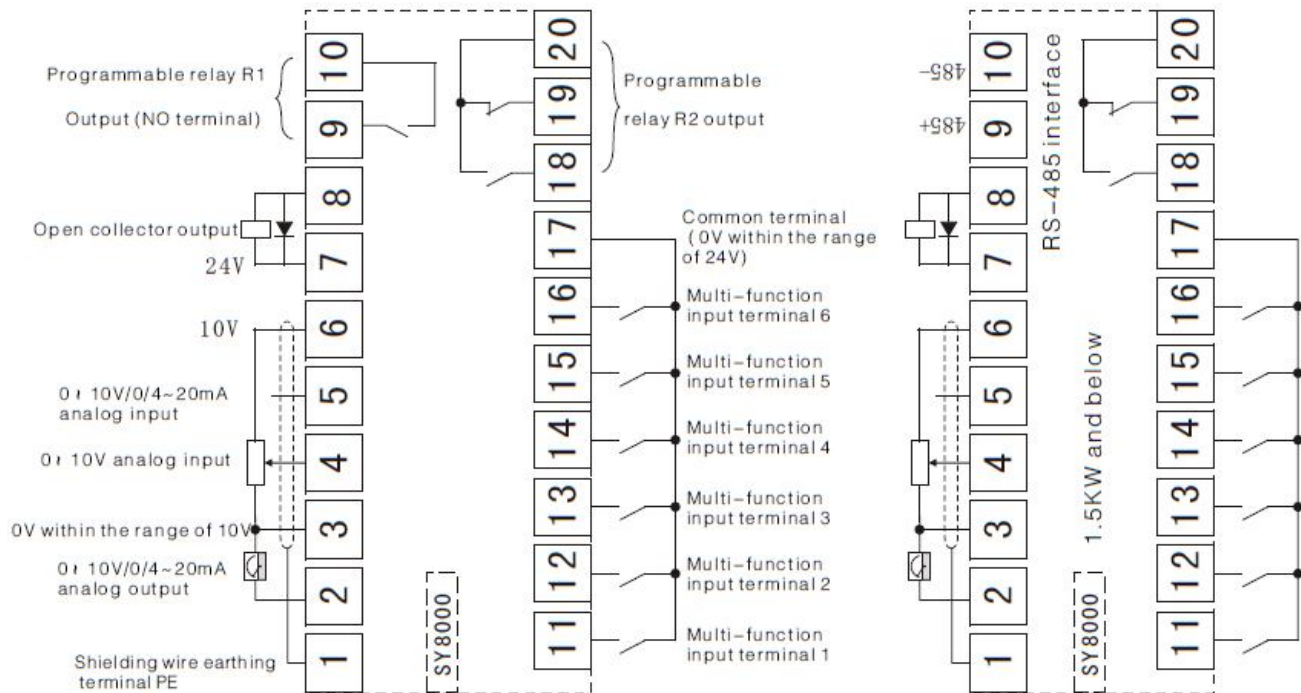 Programmable relay R1
Output (NO terminal)
Open collector output
24V
10V
0 ≀ 10V/0/4~20mA
analog input
0 ≀ 10V analog input
0V within the range of 10V
0 ≀ 10V/0/4~20mA
analog output
Shielding wire earthing
terminal PE
10
9
8
7
6
5
4
3
2
1
SY8000
20
19
18
17
16
15
14
13
12
11
Programmable
relay R2 output
Common terminal
( 0V within the range
of 24V)
Multi-function
input terminal 6
Multi-function
input terminal 5
Multi-function
input terminal 4
Multi-function
input terminal 3
Multi-function
input terminal 2
Multi-function
input terminal 1
485-
485+
10
9
8
7
6
5
4
3
2
1
RS-485 interface
1.5KW and below
SY8000
20
19
18
17
16
15
14
13
12
11